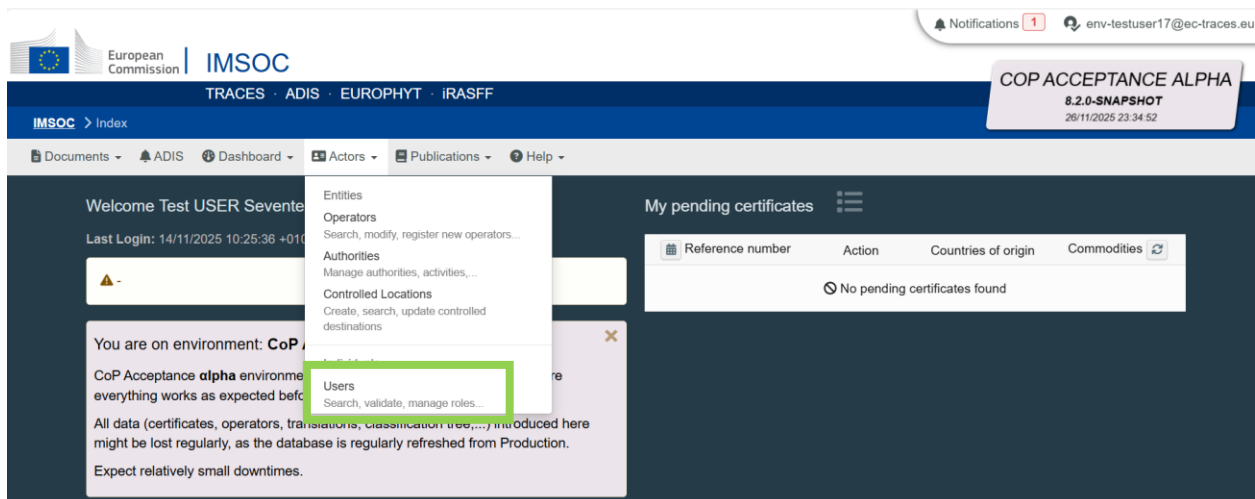 Notifications 1 env-testuser17@ec-traces.eu
European
Commission
IMSOC
COP ACCEPTANCE ALPHA
8.2.0-SNAPSHOT
26/11/2025 23:34:52
TRACES · ADIS · EUROPHYT · iRASFF
IMSOC > Index
Documents ADIS Dashboard Actors Publications Help
Welcome Test USER Sevente
Last Login: 14/11/2025 10:25:36 +010
-
You are on environment: CoP
CoP Acceptance αlpha environme re
everything works as expected befo
All data (certificates, operators, translations, classification tree,...) introduced here
might be lost regularly, as the database is regularly refreshed from Production.
Expect relatively small downtimes.
Entities
Operators
Search, modify, register new operators...
Authorities
Manage authorities, activities,...
Controlled Locations
Create, search, update controlled
destinations
Users
Search, validate, manage roles...
My pending certificates
Reference number Action Countries of origin Commodities
No pending certificates found